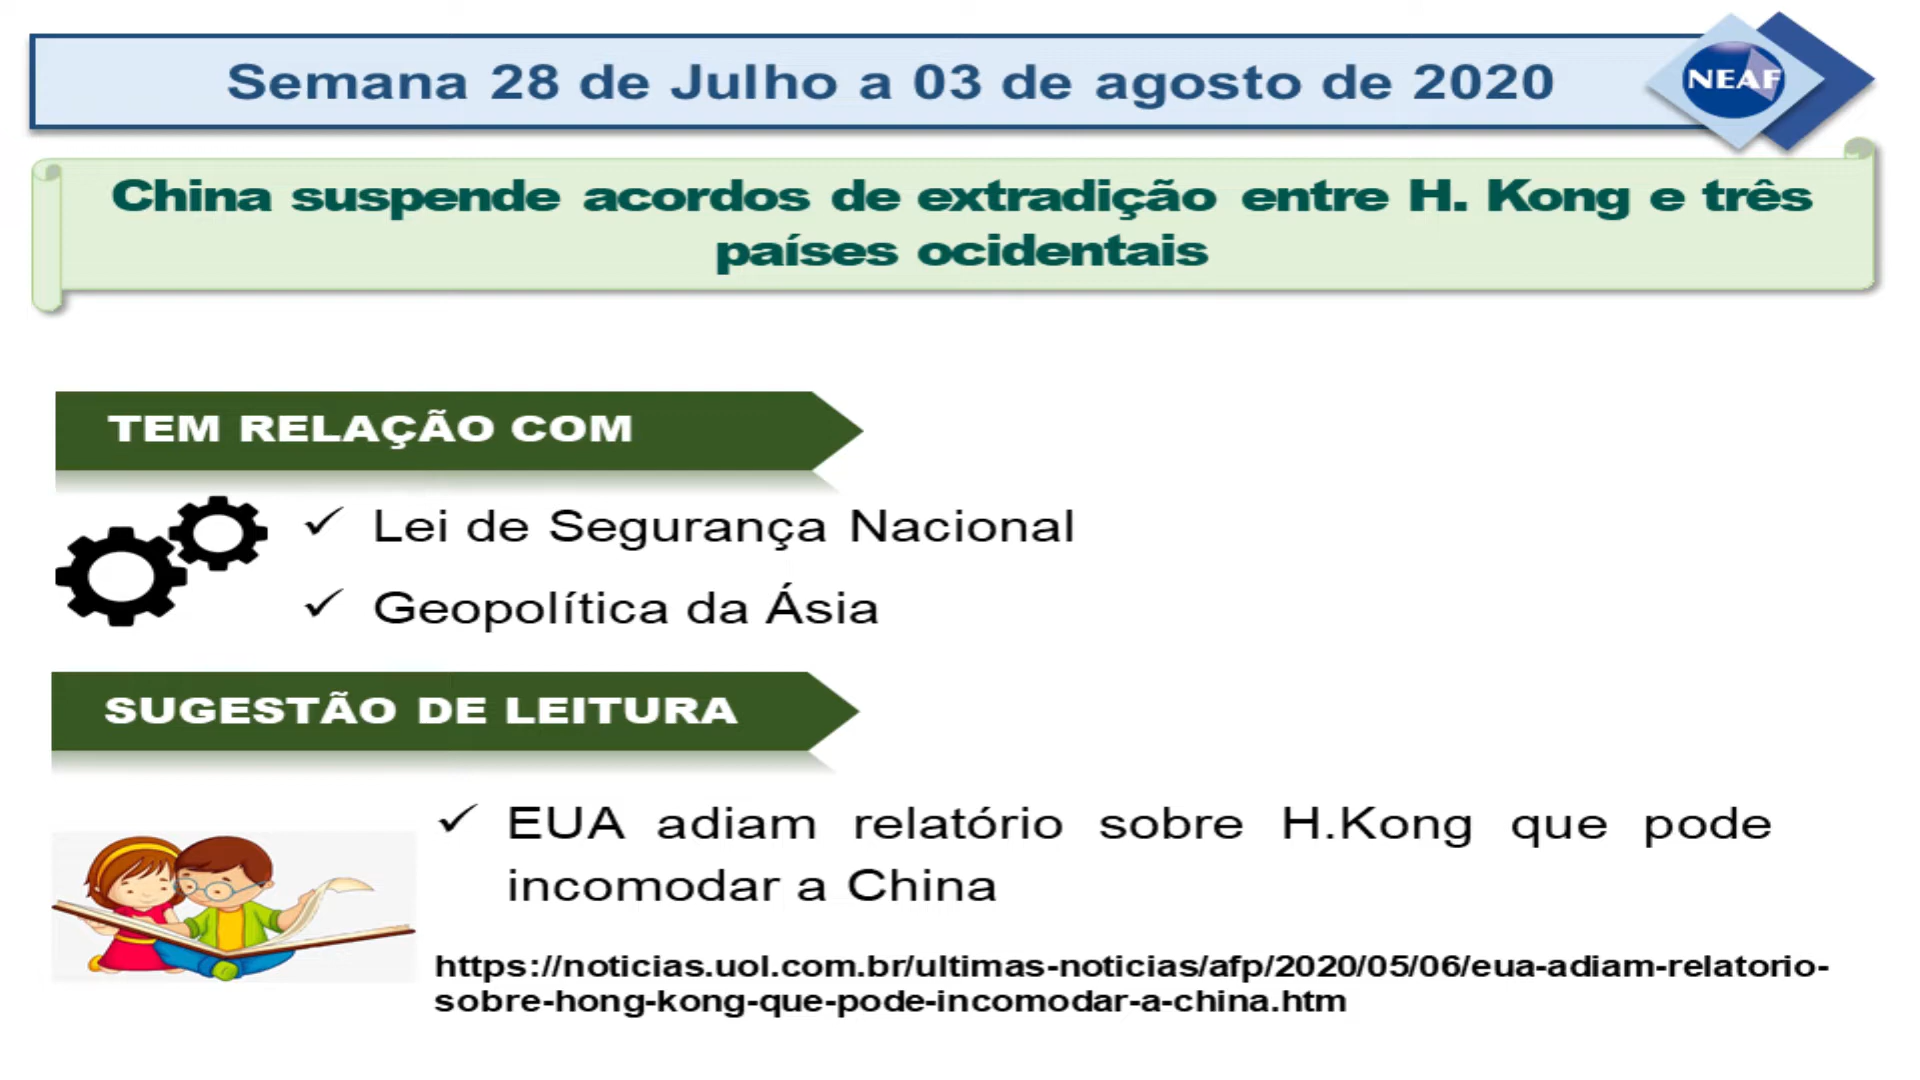 Semana 28 de Julho a 03 de agosto de 2020
NEAF
China suspende acordos de extradição entre H. Kong e três
países ocidentais
TEM RELAÇÃO COM
✓ Lei de Segurança Nacional
✓ Geopolítica da Ásia
SUGESTÃO DE LEITURA
✓ EUA adiam relatório sobre H.Kong que pode
incomodar a China
https://noticias.uol.com.br/ultimas-noticias/afp/2020/05/06/eua-adiam-relatorio-
sobre-hong-kong-que-pode-incomodar-a-china.htm